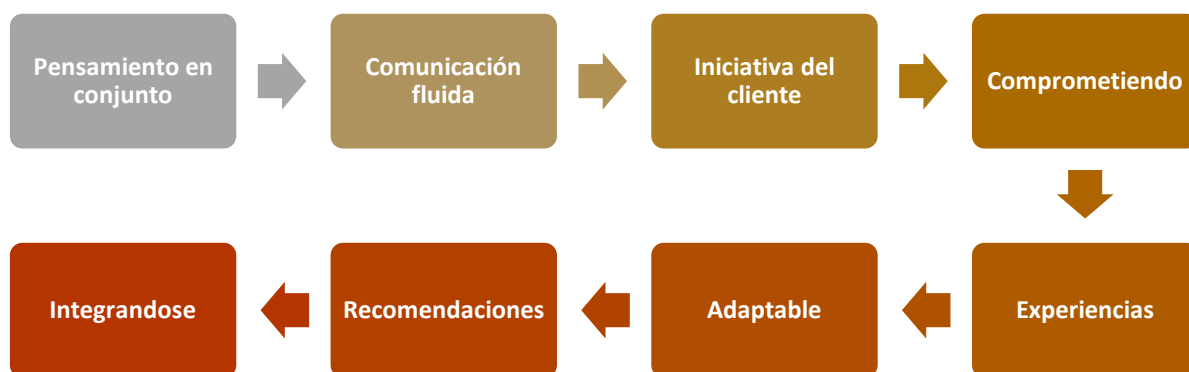 Pensamiento en
conjunto
Comunicación
fluida
Iniciativa del
cliente
Comprometiendo
Experiencias
Adaptable
Recomendaciones
Integrandose